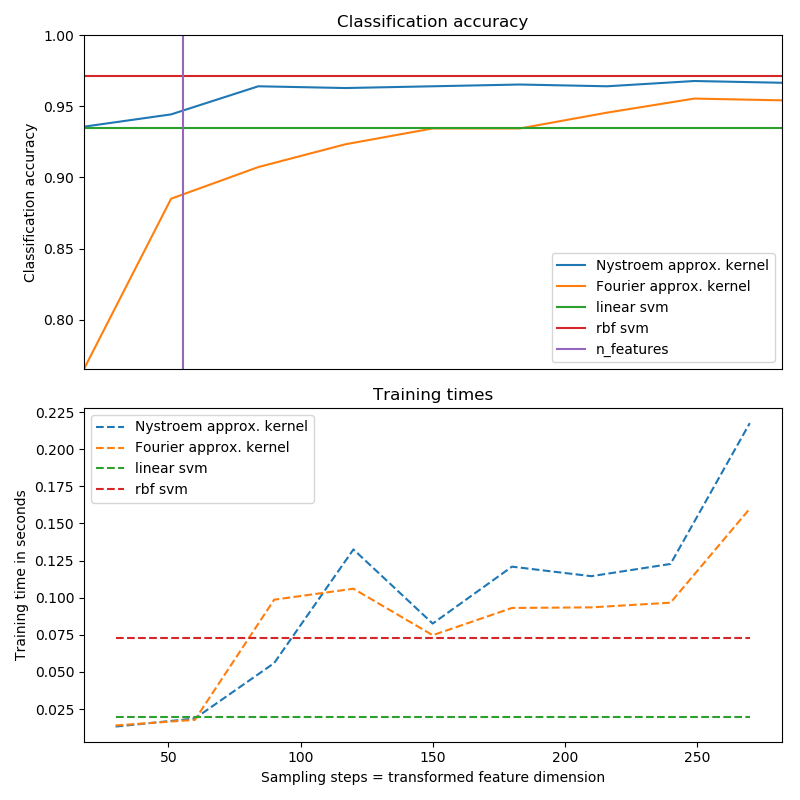 Classification accuracy
1.00
0.95
0.90
0.85
0.80
Classification accuracy
Nystroem approx. kernel
Fourier approx. kernel
linear svm
rbf svm
n_features
Training times
0.225
0.200
0.175
0.150
0.125
0.100
0.075
0.050
0.025
Training time in seconds
Nystroem approx. kernel
Fourier approx. kernel
linear svm
rbf svm
50 100 150 200 250
Sampling steps = transformed feature dimension